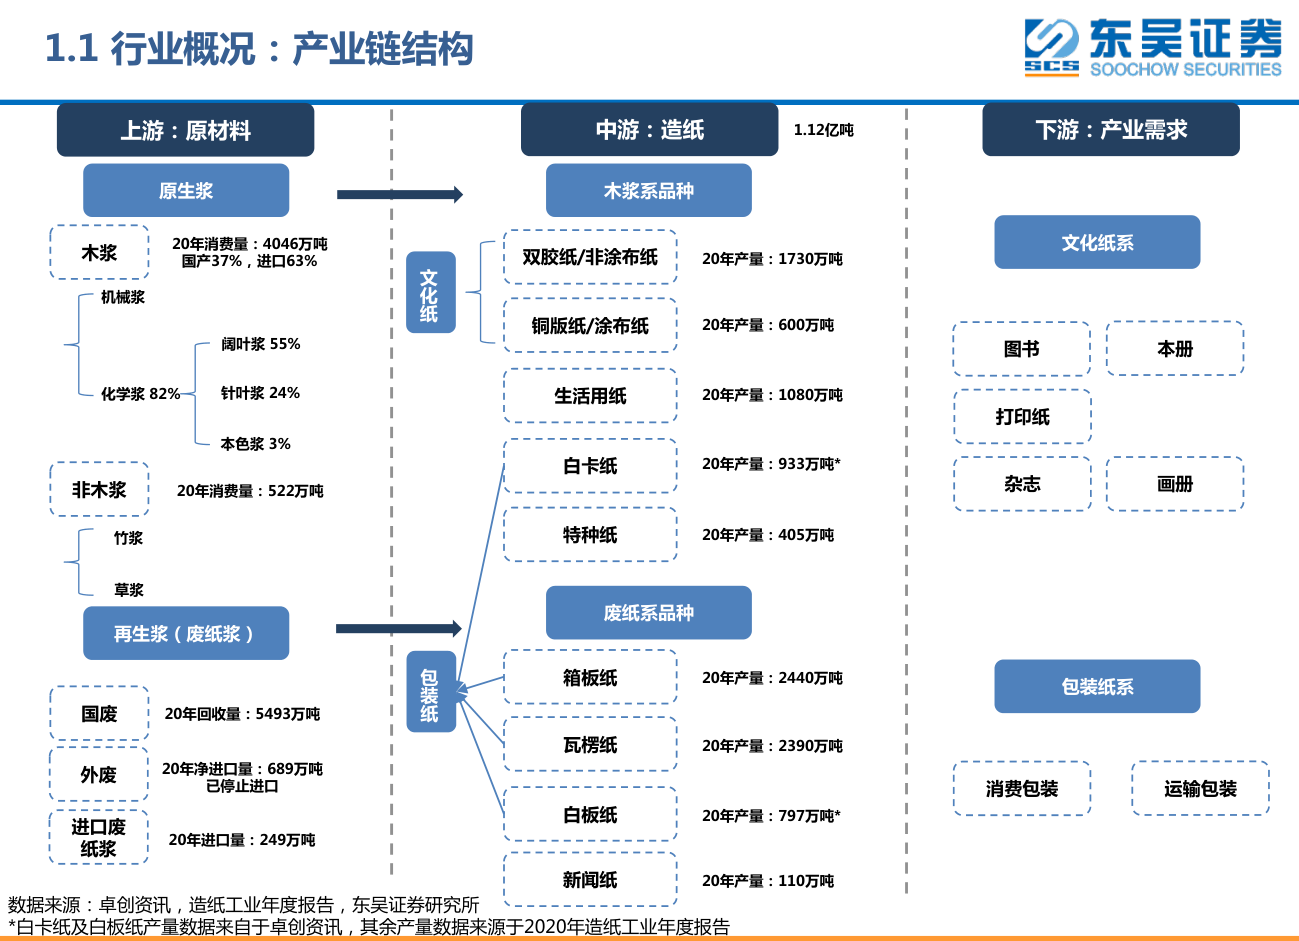 1.1 行业概况：产业链结构
SCS
东吴证券
SOOCHOW SECURITIES
上游：原材料
原生浆
木浆
20年消费量：4046万吨
国产37%，进口63%
机械浆
阔叶浆 55%
化学浆 82%
针叶浆 24%
本色浆 3%
非木浆
20年消费量：522万吨
竹浆
草浆
再生浆（废纸浆）
国废
20年回收量：5493万吨
外废
20年净进口量：689万吨
已停止进口
进口废
纸浆
20年进口量：249万吨
中游：造纸
1.12亿吨
木浆系品种
文化纸
双胶纸/非涂布纸
20年产量：1730万吨
铜版纸/涂布纸
20年产量：600万吨
生活用纸
20年产量：1080万吨
白卡纸
20年产量：933万吨*
特种纸
20年产量：405万吨
废纸系品种
包装纸
箱板纸
20年产量：2440万吨
瓦楞纸
20年产量：2390万吨
白板纸
20年产量：797万吨*
新闻纸
20年产量：110万吨
下游：产业需求
文化纸系
图书
本册
打印纸
杂志
画册
包装纸系
消费包装
运输包装
数据来源：卓创资讯，造纸工业年度报告，东吴证券研究所
*白卡纸及白板纸产量数据来自于卓创资讯，其余产量数据来源于2020年造纸工业年度报告